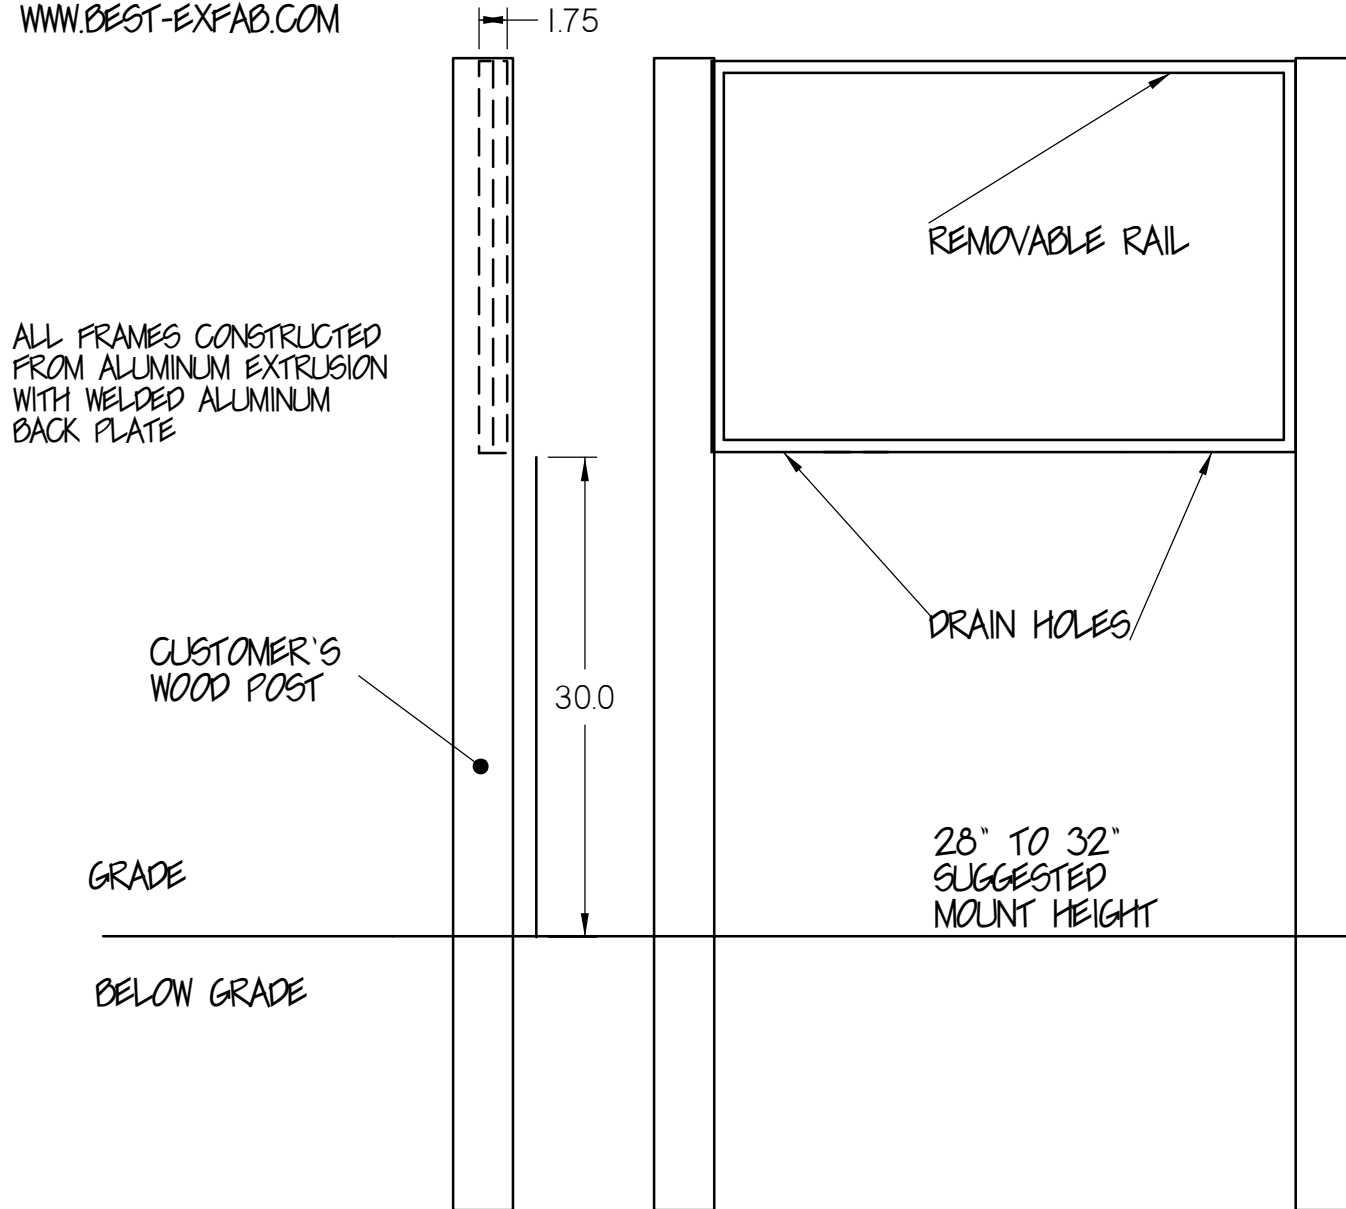 WWW.BEST-EXFAB.COM
1.75
REMOVABLE RAIL
ALL FRAMES CONSTRUCTED
FROM ALUMINUM EXTRUSION
WITH WELDED ALUMINUM
BACK PLATE
DRAIN HOLES
CUSTOMER'S
WOOD POST
30.0
28" TO 32"
SUGGESTED
MOUNT HEIGHT
GRADE
BELOW GRADE